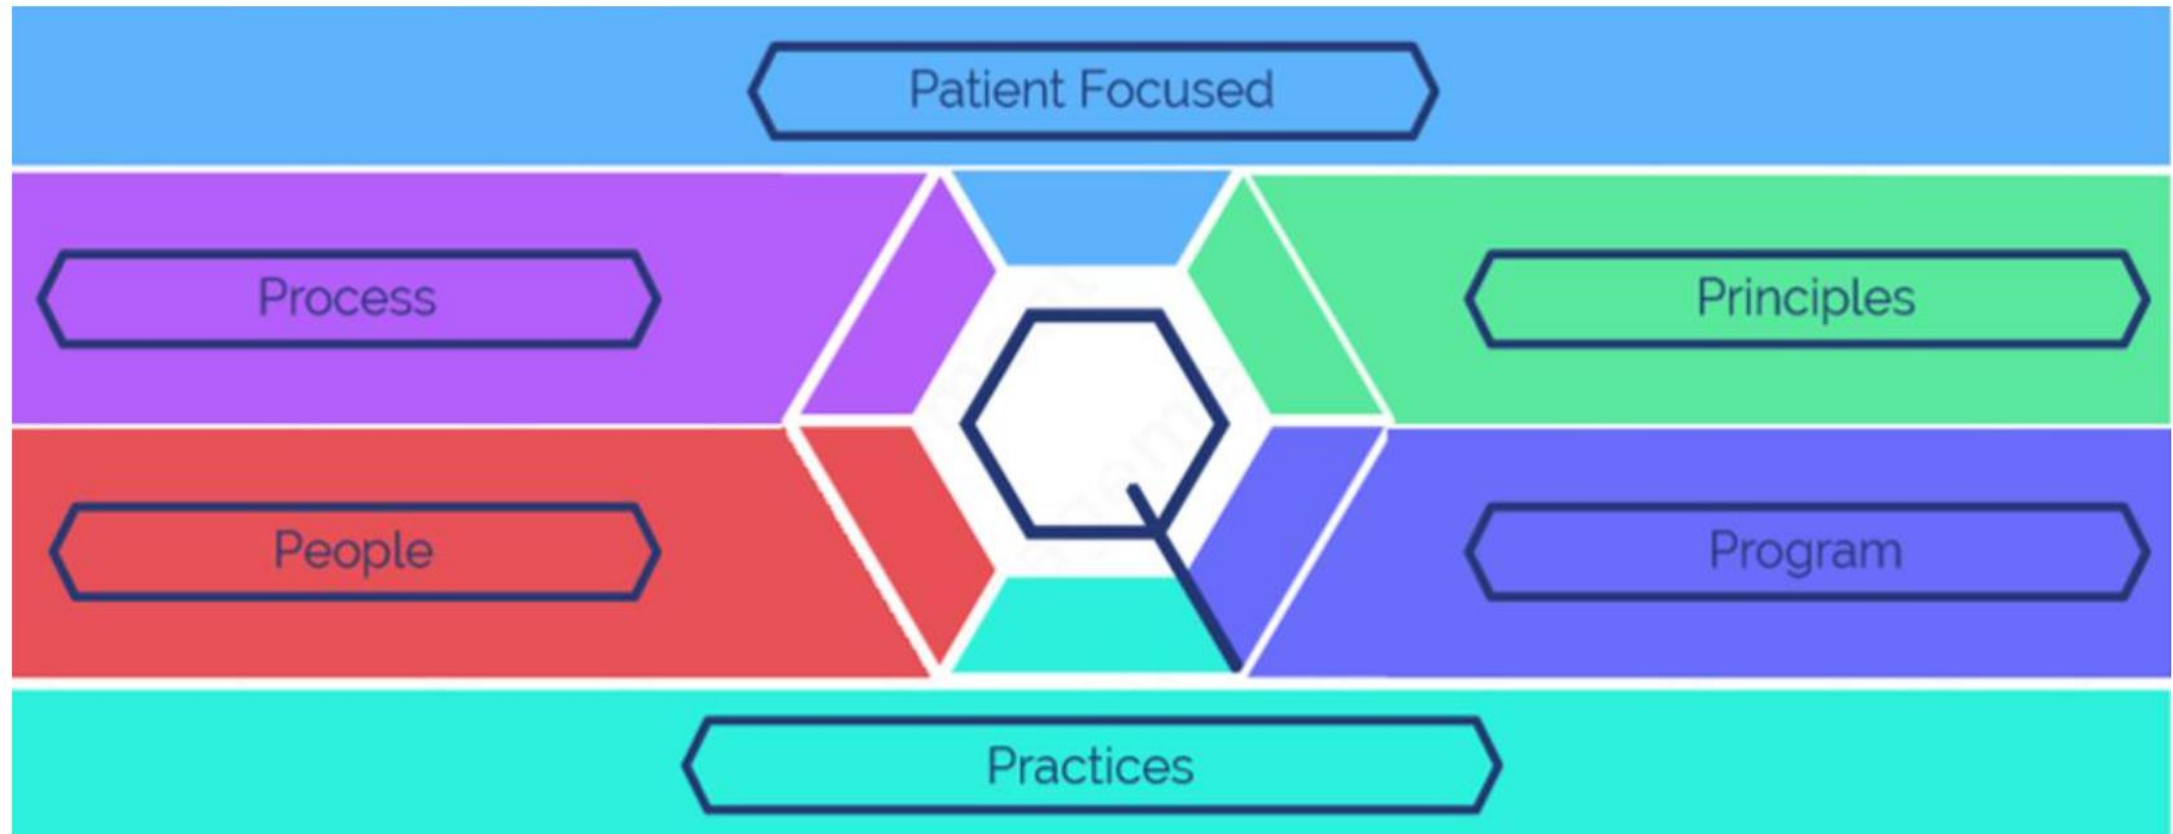 Patient Focused
Process
Principles
People
Program
Practices